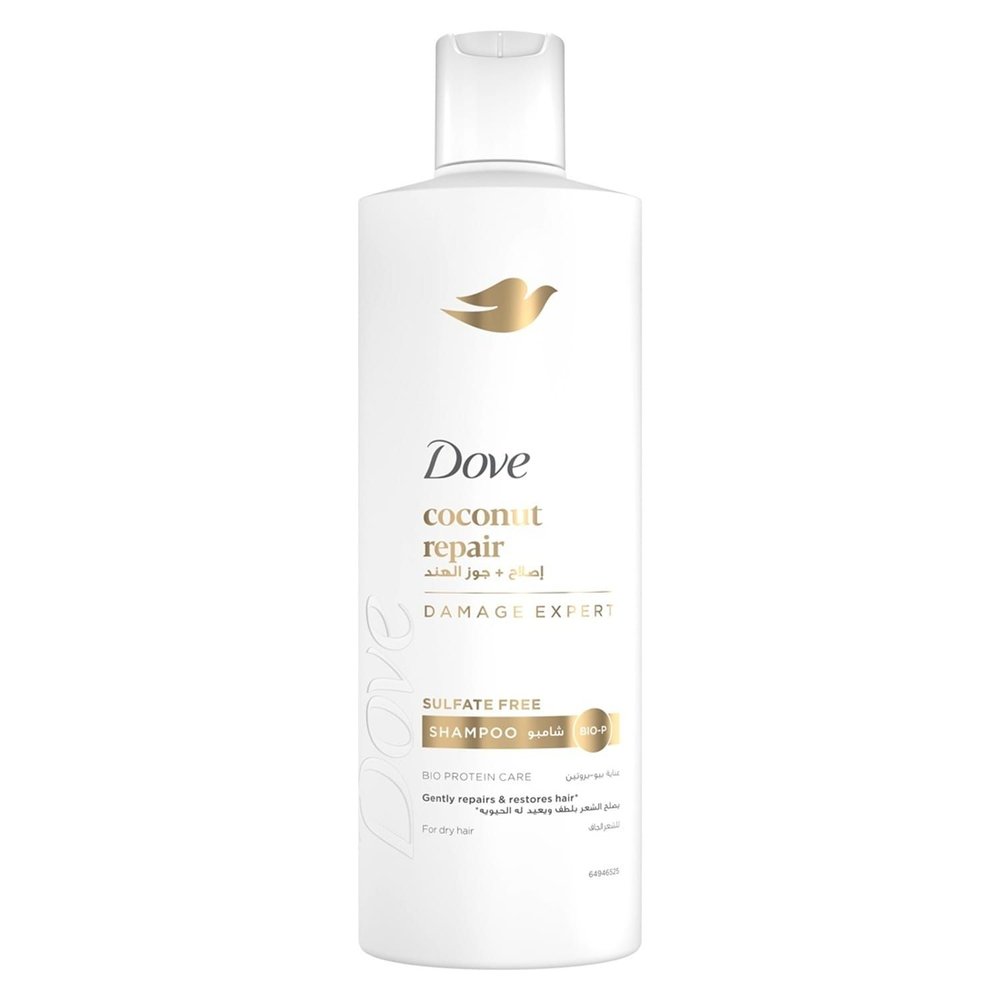 Dove
coconut
repair
إصلاح + جوز الهند
DAMAGE EXPERT
SULFATE FREE
SHAMPOO شامبو BIO-P
BIO PROTEIN CARE عناية بيو-بروتين
Gently repairs & restores hair*
يصلح الشعر بلطف ويعيد له الحيويه*
For dry hair للشعر الجاف
64946525
Dove